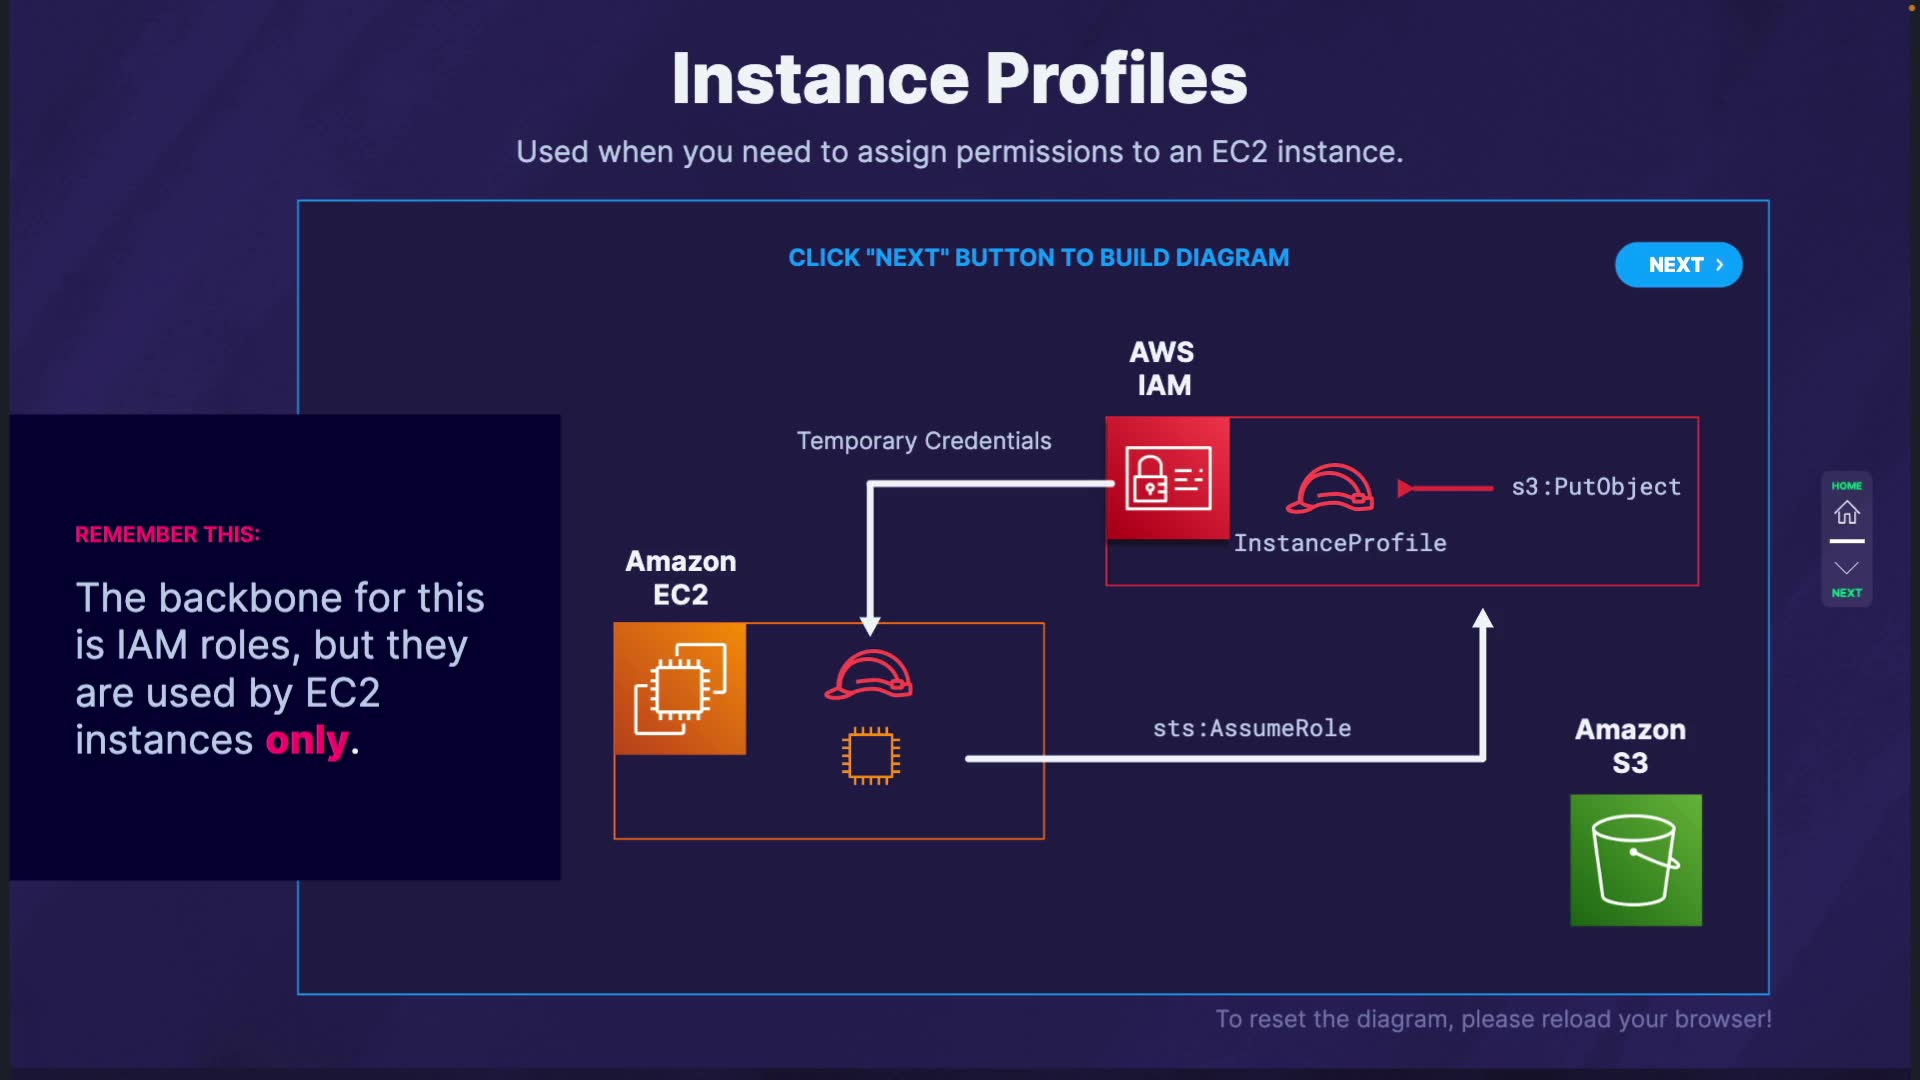 Instance Profiles
Used when you need to assign permissions to an EC2 instance.
CLICK "NEXT" BUTTON TO BUILD DIAGRAM
NEXT
AWS
IAM
Temporary Credentials
s3:PutObject
InstanceProfile
REMEMBER THIS:
The backbone for this
is IAM roles, but they
are used by EC2
instances only.
Amazon
EC2
sts:AssumeRole
Amazon
S3
HOME
NEXT
To reset the diagram, please reload your browser!